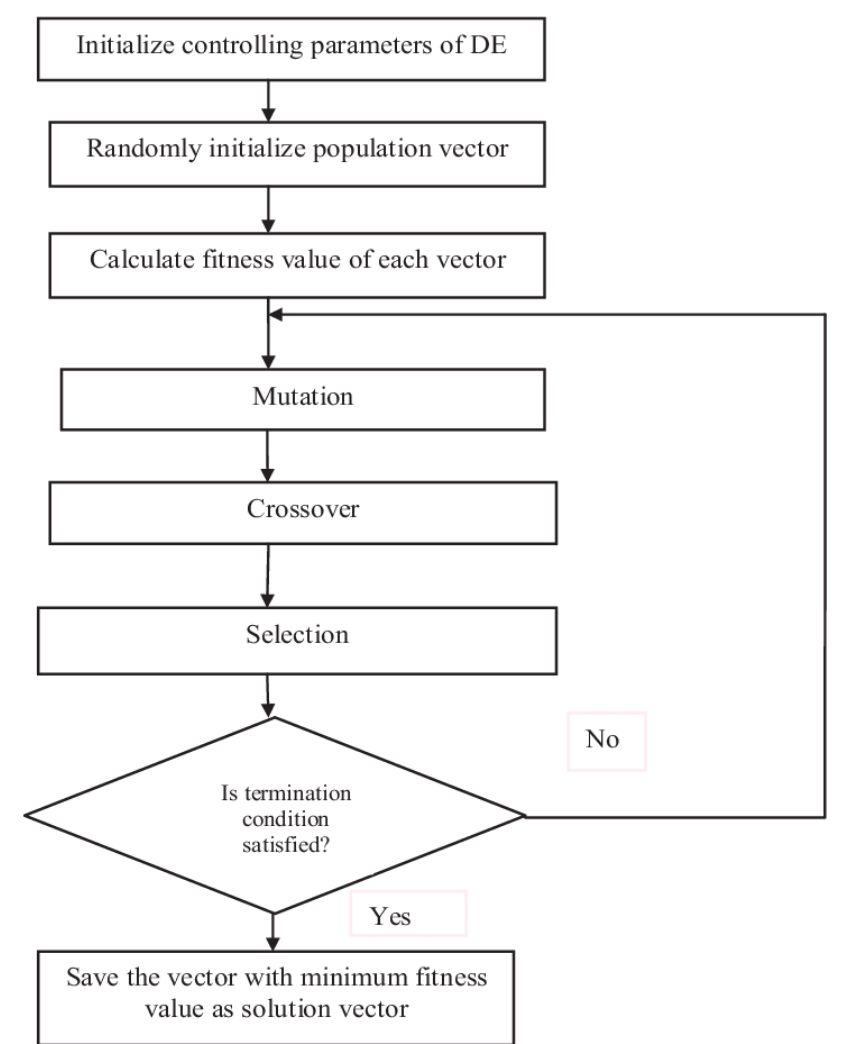 Initialize controlling parameters of DE
Randomly initialize population vector
Calculate fitness value of each vector
Mutation
Crossover
Selection
No
Is termination
condition
satisfied?
Yes
Save the vector with minimum fitness
value as solution vector